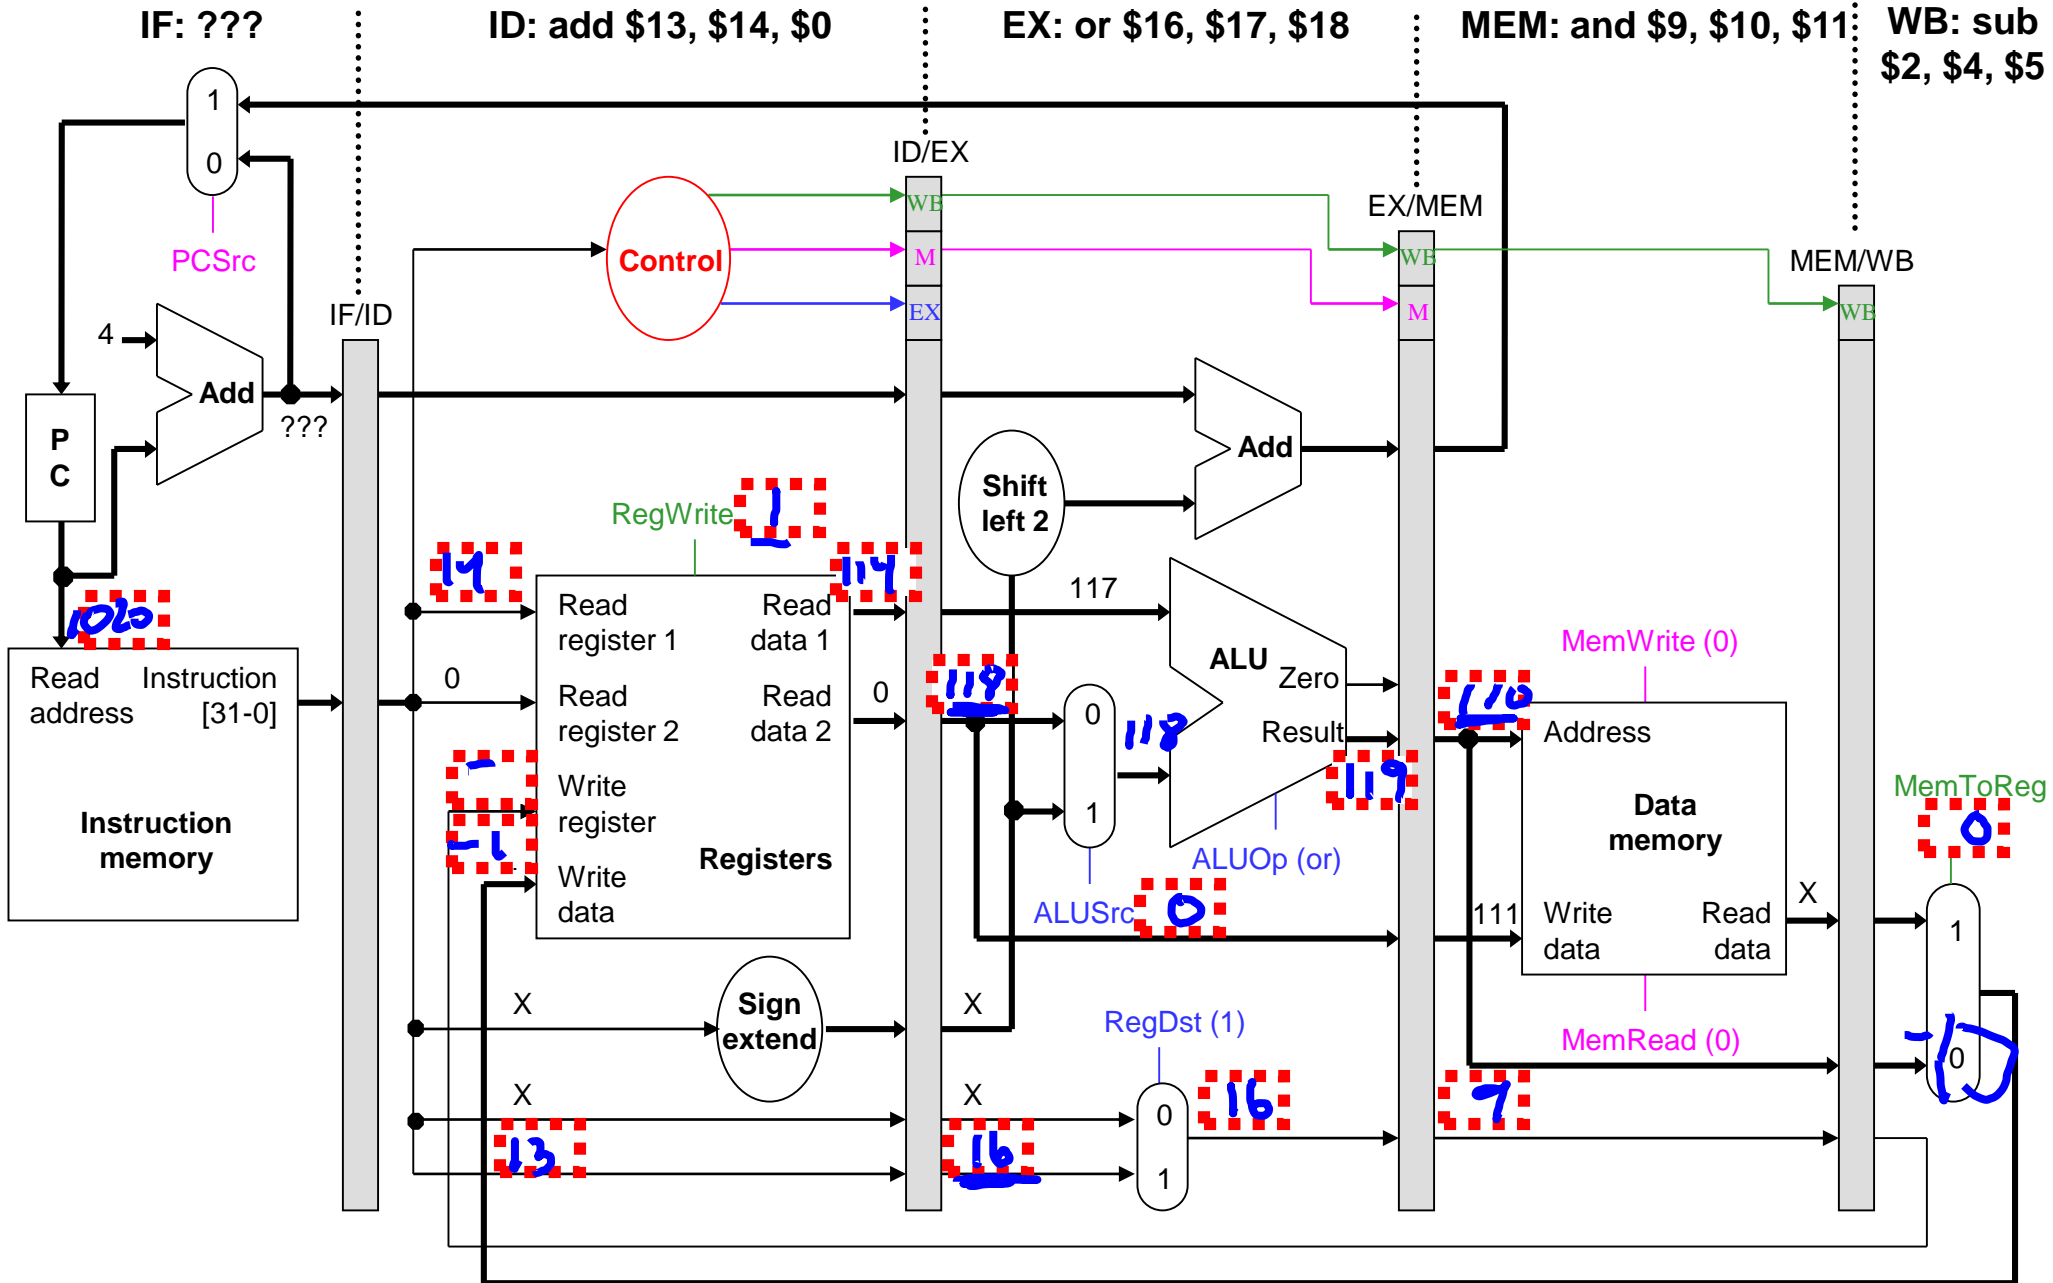 IF: ???
ID: add $13, $14, $0
EX: or $16, $17, $18
MEM: and $9, $10, $11
WB: sub
$2, $4, $5
1
0
PCSrc
4
Add
???
P
C
IF/ID
Control
ID/EX
WB
M
EX
EX/MEM
WB
M
MEM/WB
WB
1020
Read
address
Instruction
[31-0]
Instruction
memory
RegWrite
1
14
114
0
Read
register 1
Read
data 1
Read
register 2
Read
data 2
0
Write
register
-1
Write
data
Registers
X
Sign
extend
X
X
13
X
16
Shift
left 2
Add
117
118
0
1
118
ALU
Zero
Result
119
ALUOp (or)
ALUSrc
0
RegDst (1)
0
1
16
110
MemWrite (0)
Address
Data
memory
111
Write
data
Read
data
X
MemRead (0)
9
MemToReg
0
1
0
-1